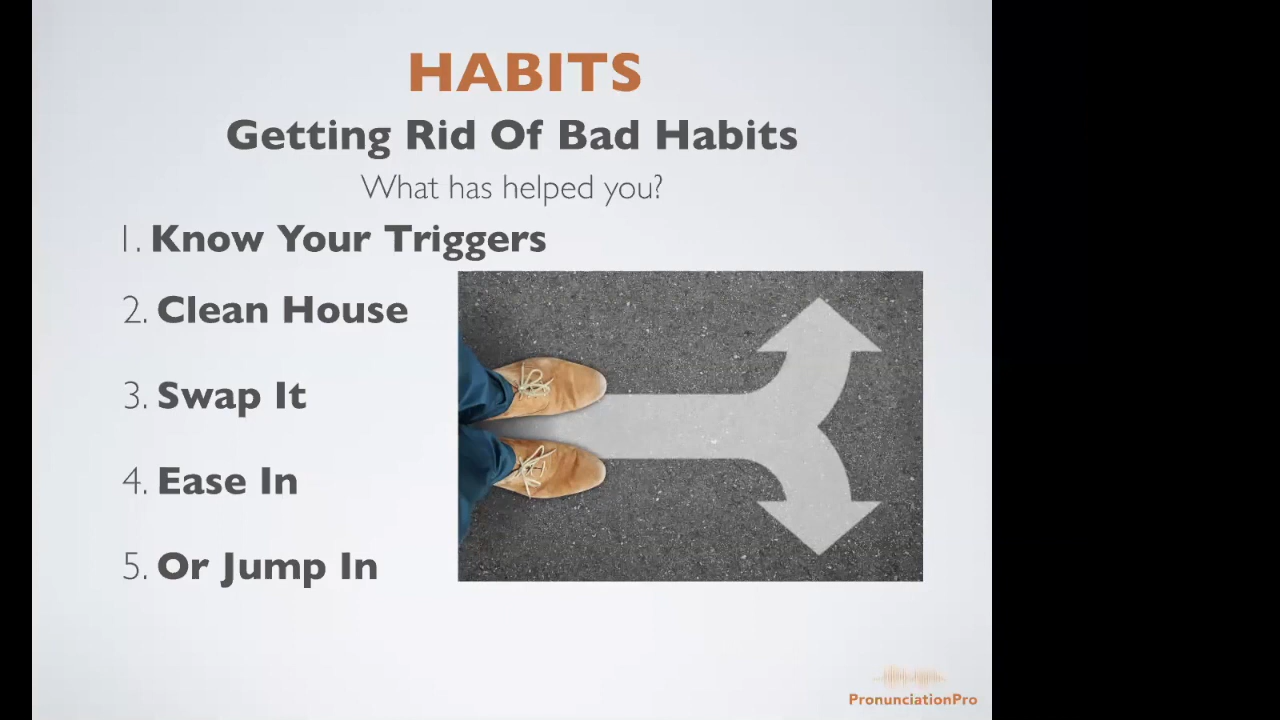 HABITS
Getting Rid Of Bad Habits
What has helped you?
1. Know Your Triggers
2. Clean House
3. Swap It
4. Ease In
5. Or Jump In
PronunciationPro